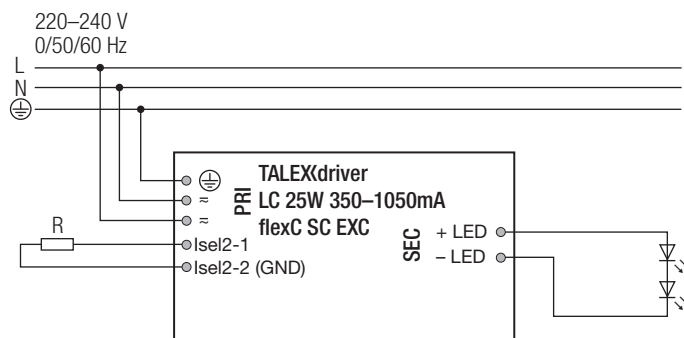 220–240 V
0/50/60 Hz
L
N
PRI
TALEXXdriver
LC 25W 350–1050mA
flexC SC EXC
≂
≂
R
Isel2-1
Isel2-2 (GND)
SEC
+ LED
– LED